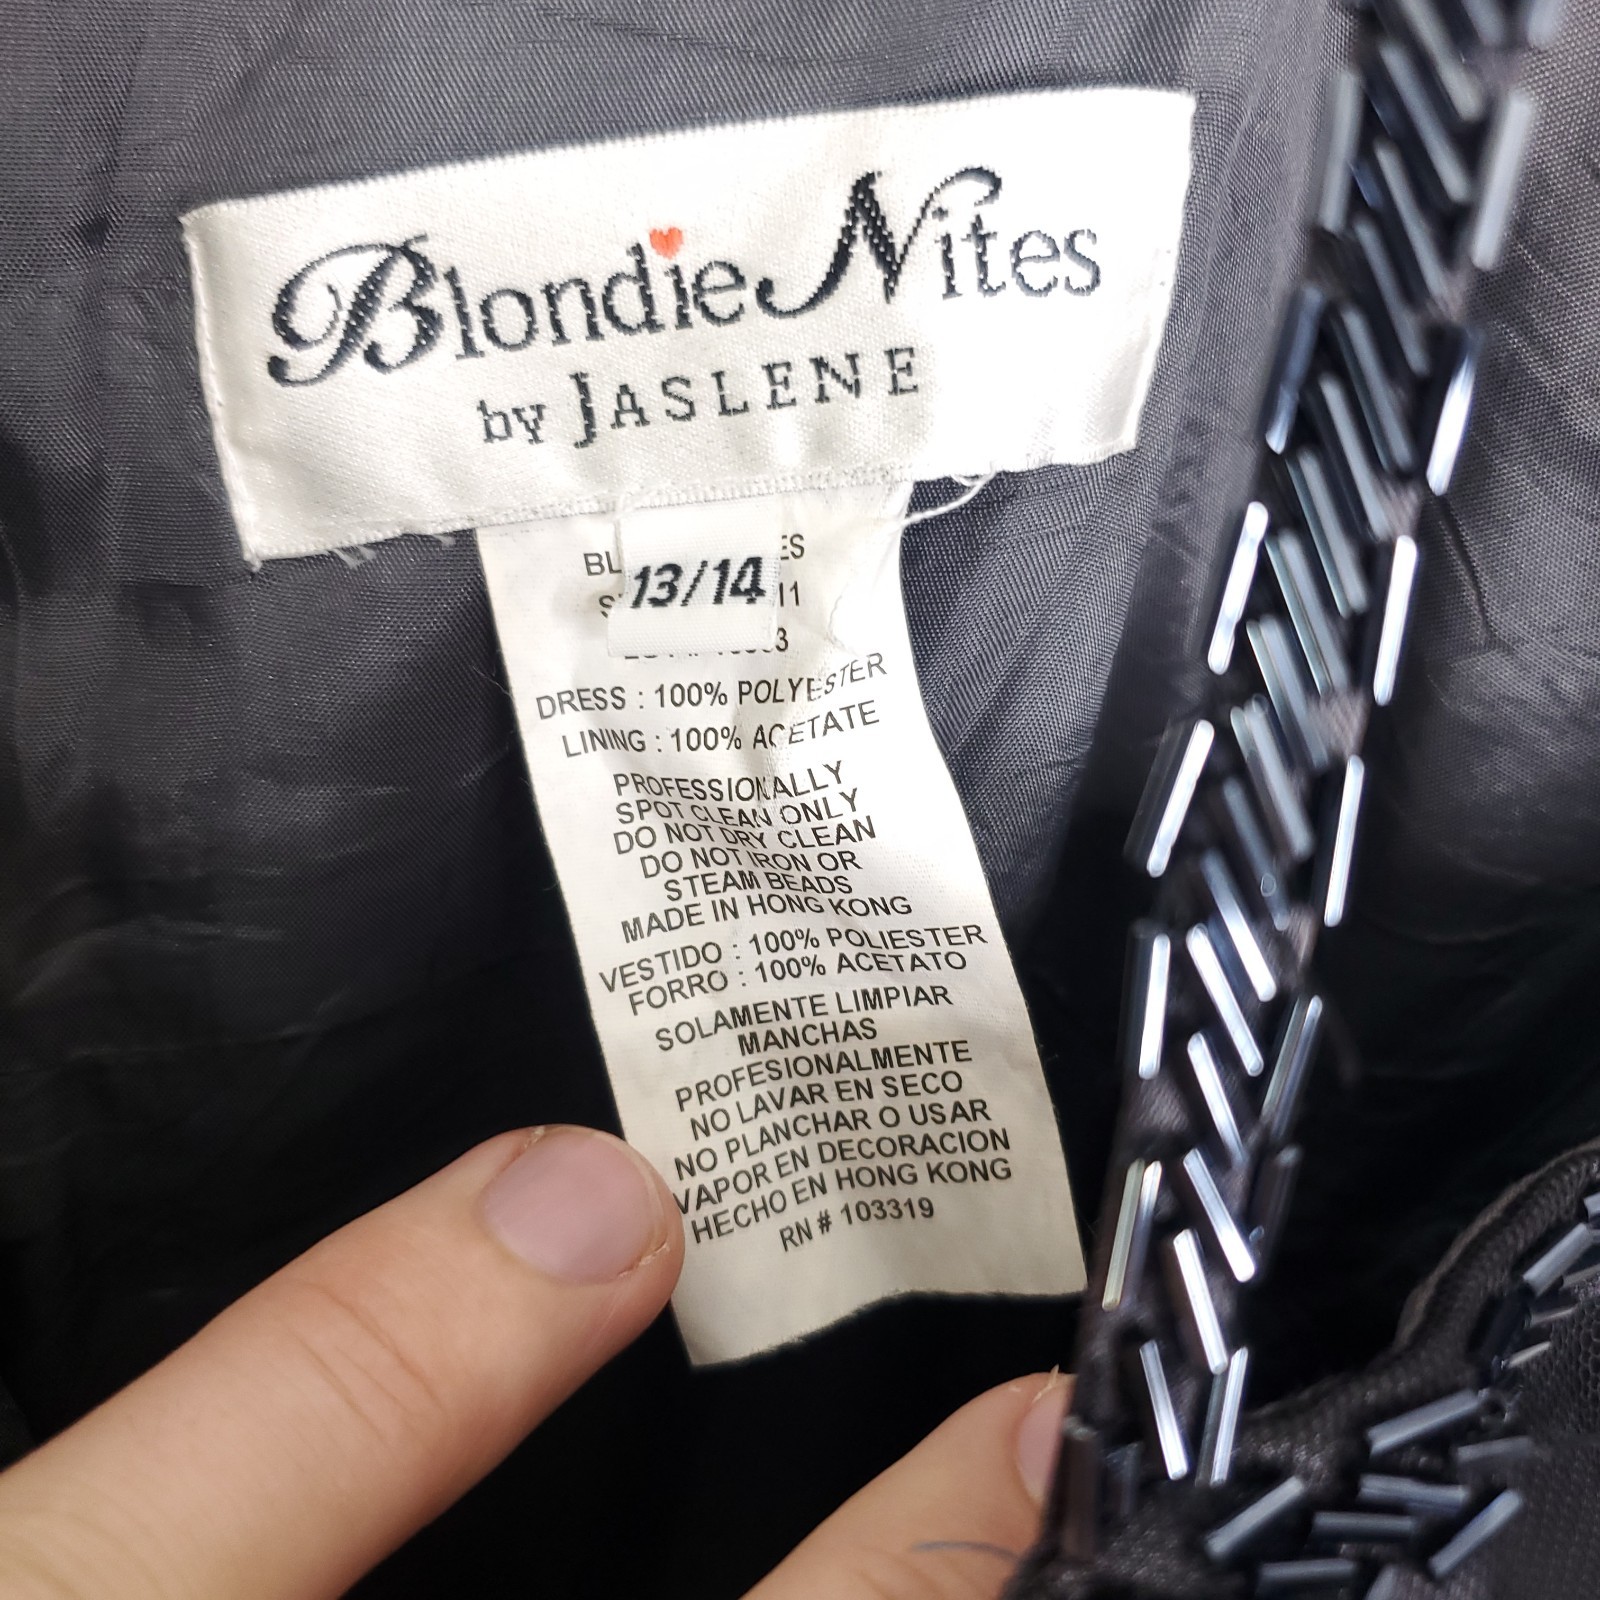 Blondie Nites
by JASLENE
13/14
DRESS : 100% POLYESTER
LINING : 100% ACETATE
PROFESSIONALLY
SPOT CLEAN ONLY
DO NOT DRY CLEAN
DO NOT IRON OR
STEAM BEADS
MADE IN HONG KONG
VESTIDO : 100% POLIESTER
FORRO : 100% ACETATO
SOLAMENTE LIMPIAR
MANCHAS
PROFESIONALMENTE
NO LAVAR EN SECO
NO PLANCHAR O USAR
VAPOR EN DECORACION
HECHO EN HONG KONG
RN # 103319